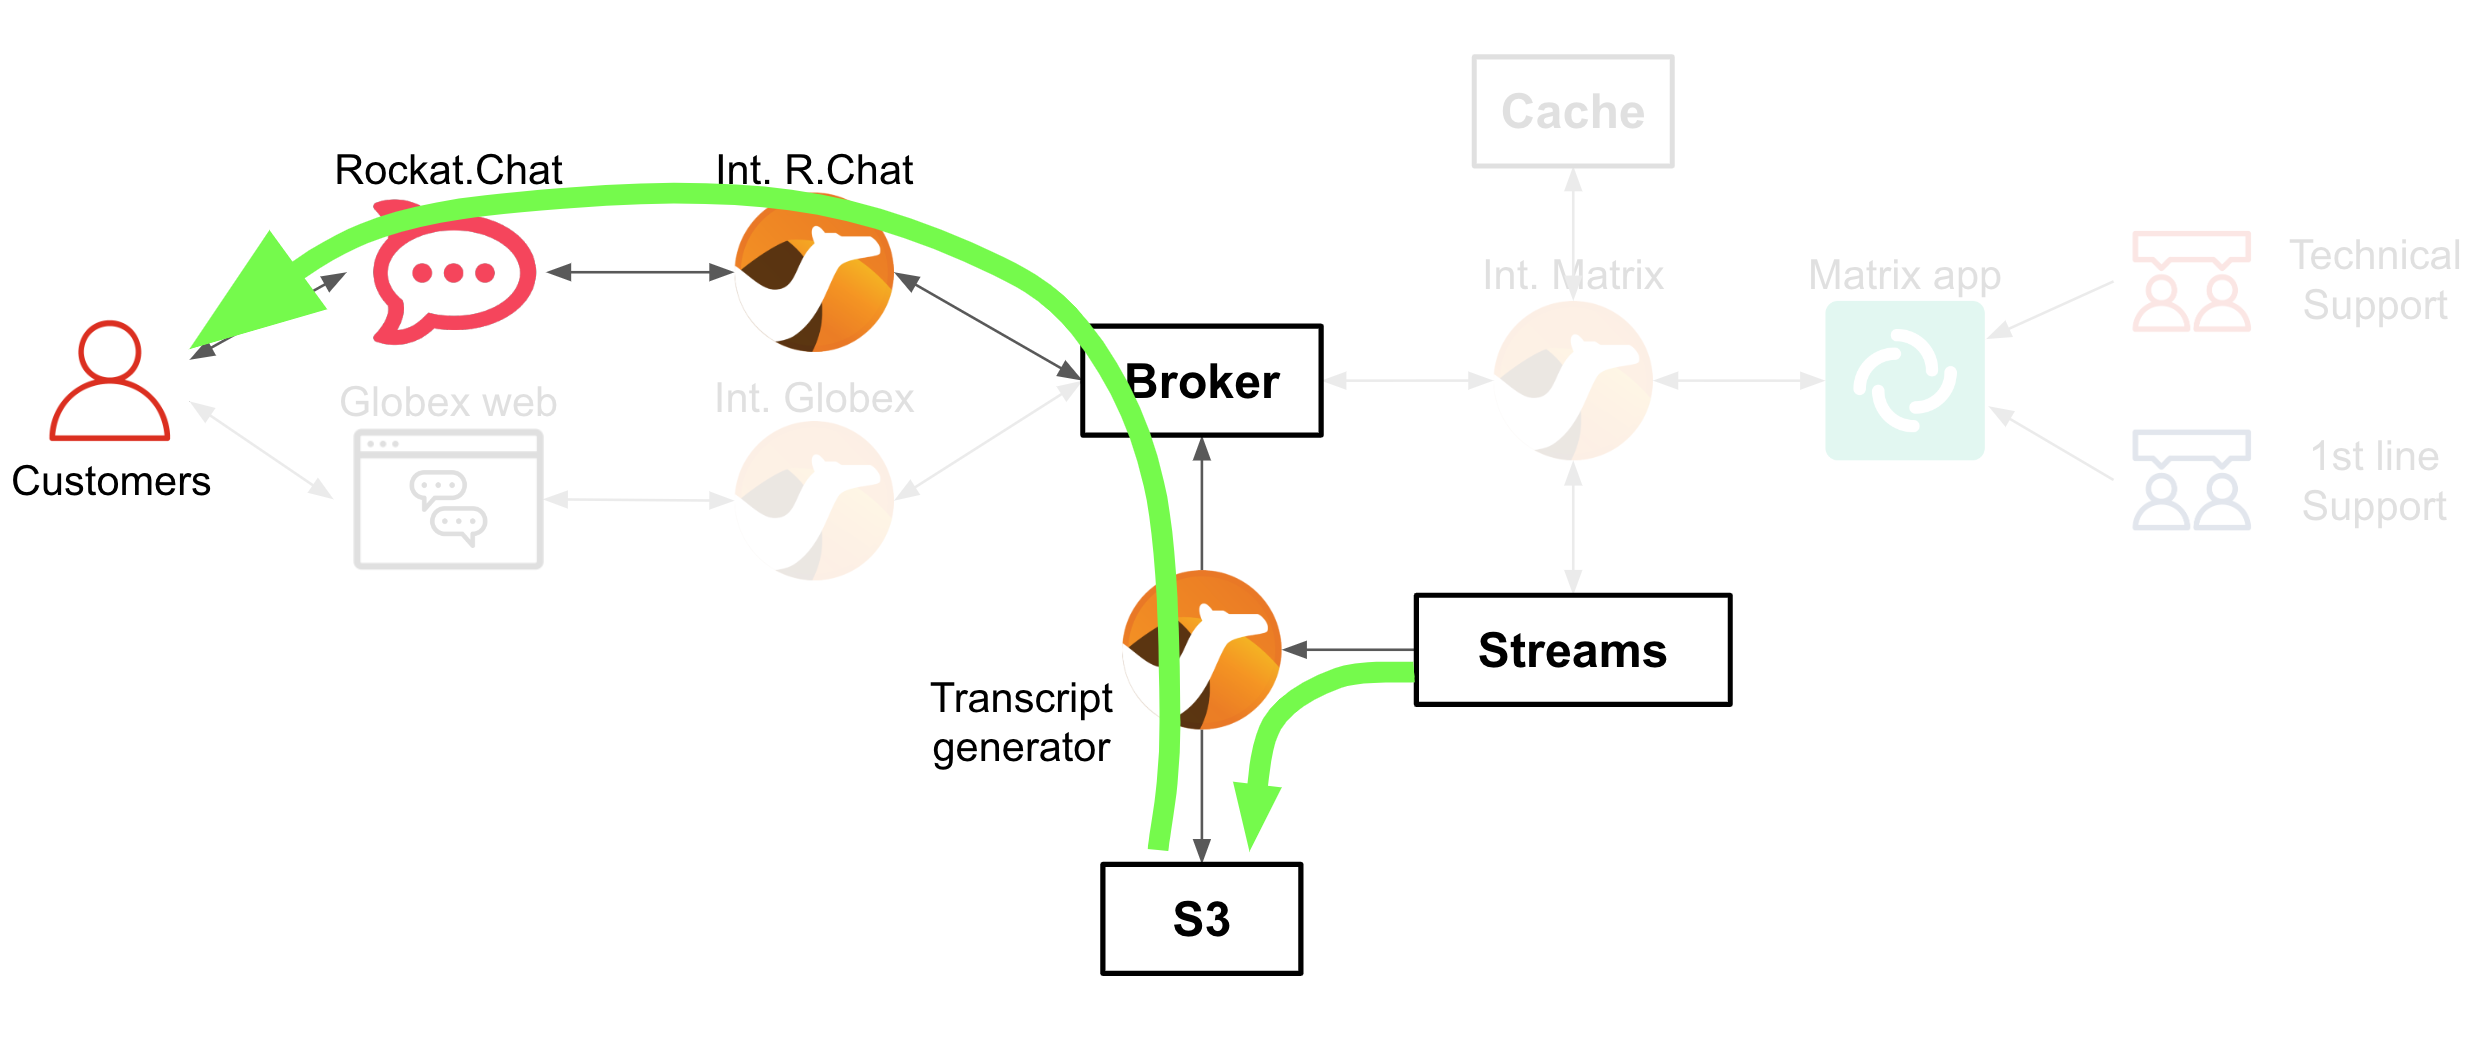 Cache
Rockat.Chat
Int. R.Chat
Int. Matrix
Matrix app
Technical
Support
Broker
Globex web
Int. Globex
Customers
1st line
Support
Streams
Transcript
generator
S3